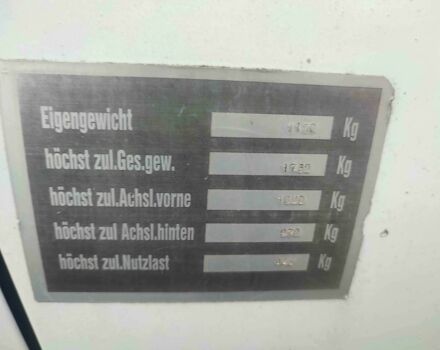 Eigengewicht Kg
höchst zul.Ges.gew. Kg
höchst zul.Achsl.vorne Kg
höchst zul Achsl.hinten Kg
höchst zul.Nutzlast Kg